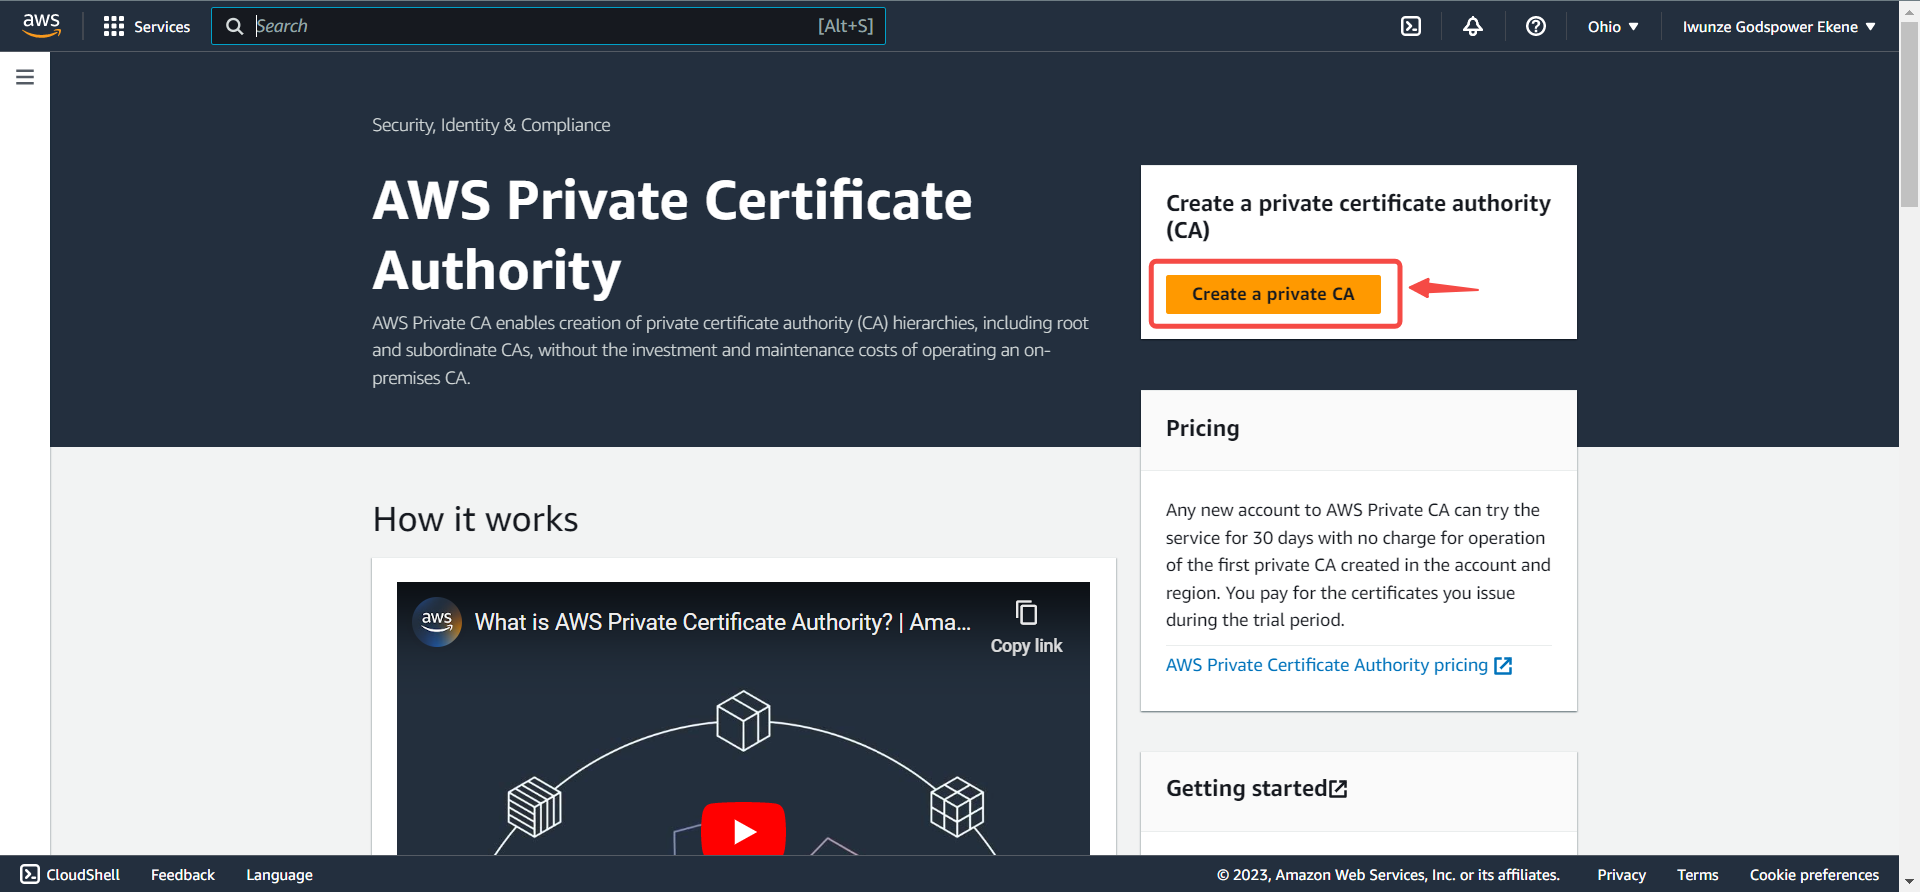 aws
Services
Search
[Alt+S]
Ohio
Iwunze Godspower Ekene
Security, Identity & Compliance
AWS Private Certificate
Authority
AWS Private CA enables creation of private certificate authority (CA) hierarchies, including root
and subordinate CAs, without the investment and maintenance costs of operating an on-
premises CA.
Create a private certificate authority
(CA)
Create a private CA
Pricing
Any new account to AWS Private CA can try the
service for 30 days with no charge for operation
of the first private CA created in the account and
region. You pay for the certificates you issue
during the trial period.
AWS Private Certificate Authority pricing
How it works
aws
What is AWS Private Certificate Authority? | Ama...
Copy link
Getting started
CloudShell
Feedback
Language
© 2023, Amazon Web Services, Inc. or its affiliates.
Privacy
Terms
Cookie preferences